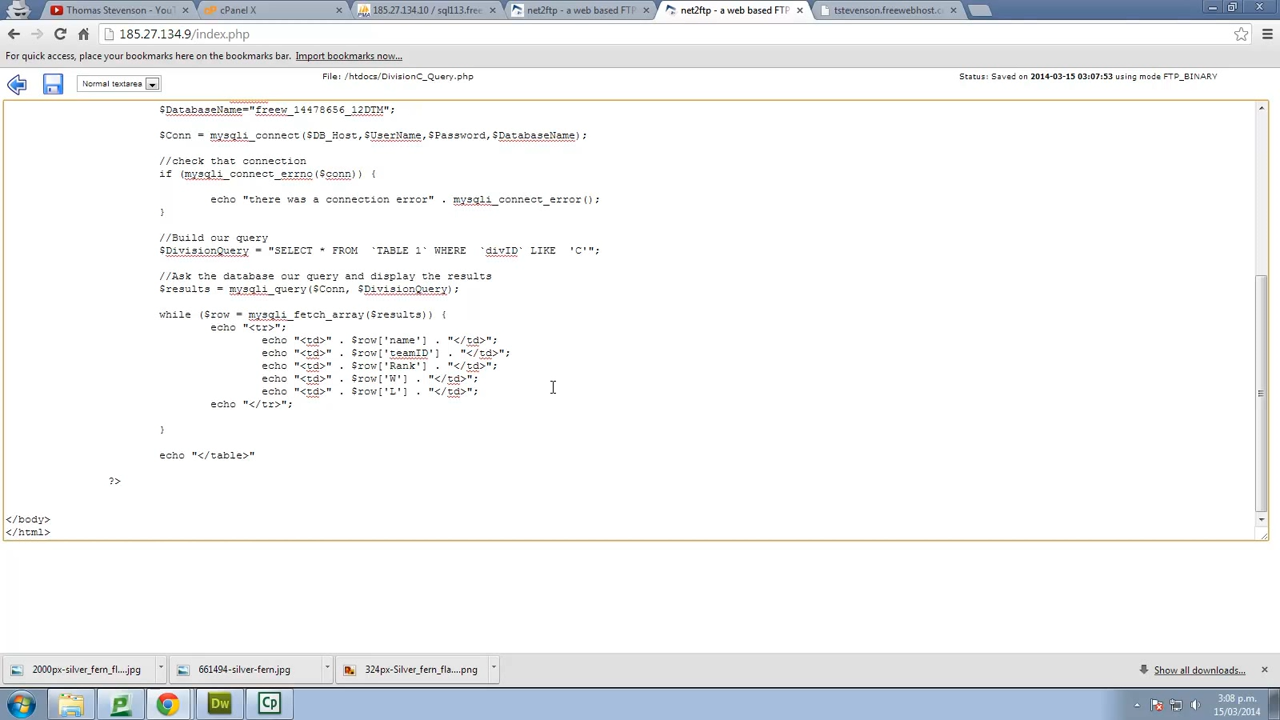 Thomas Stevenson - YouT
cPanel X
185.27.134.10 / sql113.free
net2ftp - a web based FTP
net2ftp - a web based FTP
tstevenson.freewebhost.c
185.27.134.9/index.php
For quick access, place your bookmarks here on the bookmarks bar. Import bookmarks now...
Normal textarea
File: /htdocs/DivisionC_Query.php
Status: Saved on 2014-03-15 03:07:53 using mode FTP_BINARY
$DatabaseName="freew_14478656_12DTM";
$Conn = mysqli_connect($DB_Host,$UserName,$Password,$DatabaseName);
//check that connection
if (mysqli_connect_errno($conn)) {
echo "there was a connection error" . mysqli_connect_error();
}
//Build our query
$DivisionQuery = "SELECT * FROM `TABLE 1` WHERE `divID` LIKE 'C'";
//Ask the database our query and display the results
$results = mysqli_query($Conn, $DivisionQuery);
while ($row = mysqli_fetch_array($results)) {
echo "<tr>";
echo "<td>" . $row['name'] . "</td>";
echo "<td>" . $row['teamID'] . "</td>";
echo "<td>" . $row['Rank'] . "</td>";
echo "<td>" . $row['W'] . "</td>";
echo "<td>" . $row['L'] . "</td>";
echo "</tr>";
}
echo "</table>"
?>
</body>
</html>
2000px-silver_fern_fl....jpg
661494-silver-fern.jpg
324px-Silver_fern_fla....png
Show all downloads...
Dw
Cp
3:08 p.m.
15/03/2014